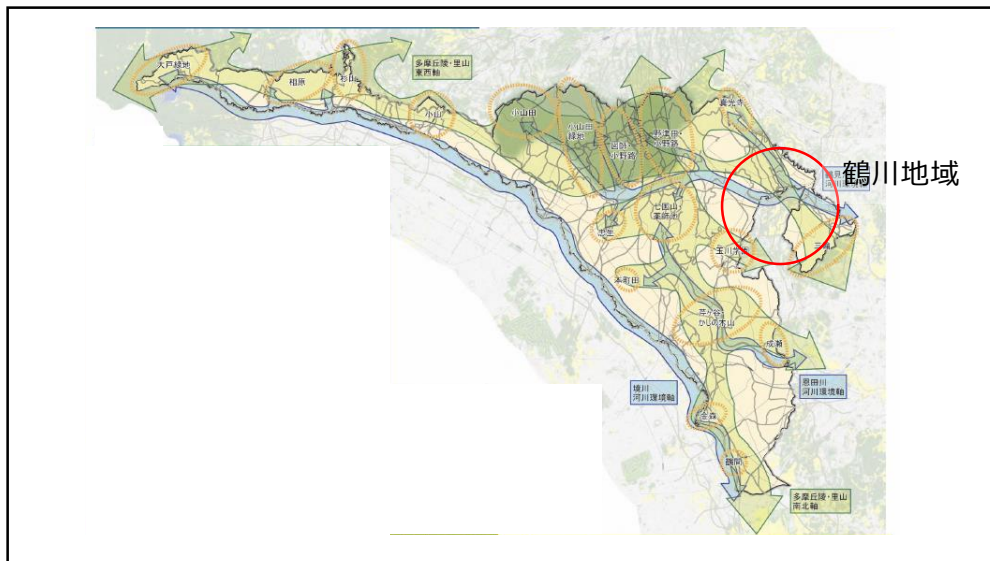 大戸緑地
相原
多摩丘陵・里山
東西軸
小山
小山田
小山田
緑地
図師
小野路
野津田・
小野路
真光寺
鶴川地域
七国山
薬師池
忠生
玉川学園
三輪
本町田
芹ヶ谷・
かしの木山
成瀬
境川
河川環境軸
恩田川
河川環境軸
金森
鶴間
多摩丘陵・里山
南北軸